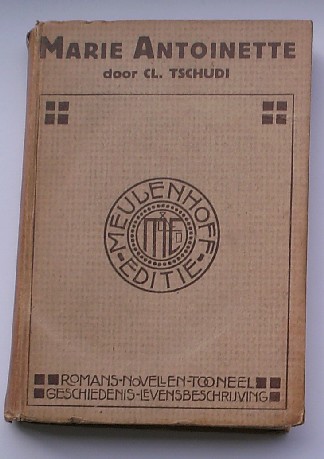 MARIE ANTOINETTE
door CL. TSCHUDI
MEULENHOFF
EDITIE
ROMANS-NOVELLEN-TOONEEL
GESCHIEDENIS-LEVENSBESCHRIJVING